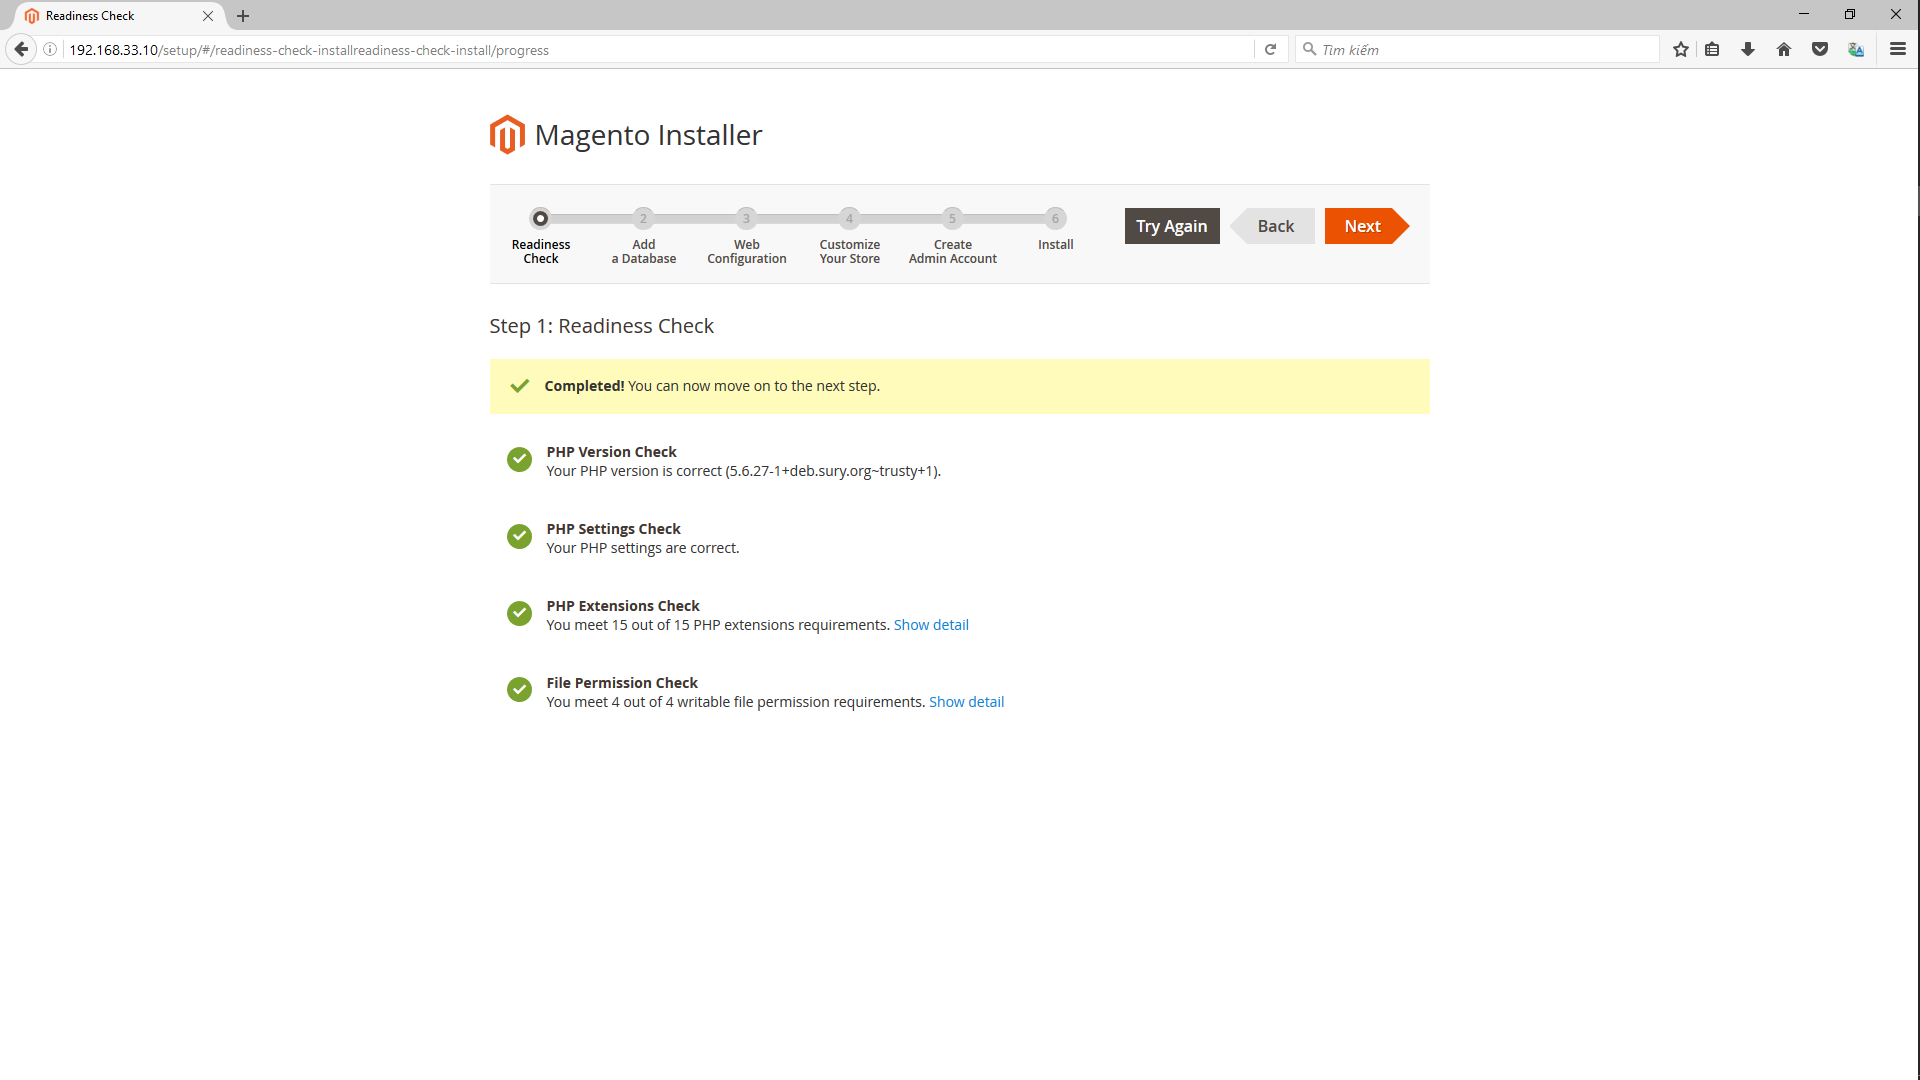 Readiness Check
192.168.33.10/setup/#/readiness-check-installreadiness-check-install/progress
Tìm kiếm
Magento Installer
2
3
4
5
6
Readiness
Check
Add
a Database
Web
Configuration
Customize
Your Store
Create
Admin Account
Install
Try Again
Back
Next
Step 1: Readiness Check
Completed! You can now move on to the next step.
PHP Version Check
Your PHP version is correct (5.6.27-1+deb.sury.org~trusty+1).
PHP Settings Check
Your PHP settings are correct.
PHP Extensions Check
You meet 15 out of 15 PHP extensions requirements. Show detail
File Permission Check
You meet 4 out of 4 writable file permission requirements. Show detail